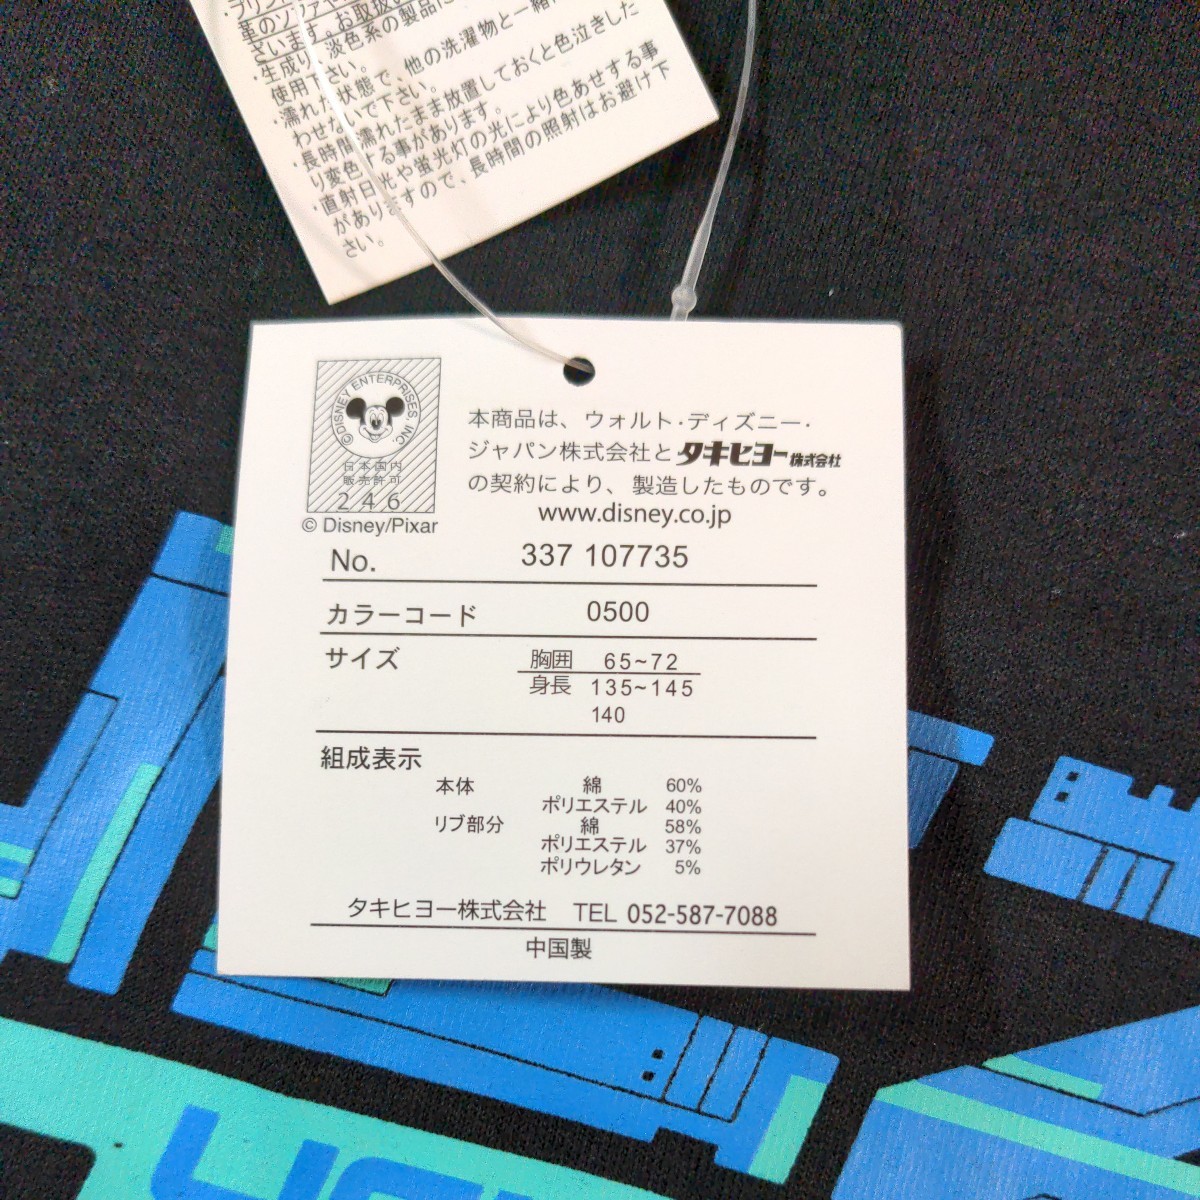 ・生成り、淡色系の製品に
使用下さい。
・濡れた状態で、他の洗濯物と一緒に
わせないで下さい。
・長時間濡れたまま放置しておくと色泣きした
り変色する事があります。
・直射日光や蛍光灯の光により色あせする事
がありますので、長時間の照射はお避け下
さい。
© DISNEY ENTERPRISES, INC.
日本国内
販売許可
246
© Disney/Pixar
本商品は、ウォルト・ディズニー・
ジャパン株式会社とタキヒヨー株式会社
の契約により、製造したものです。
www.disney.co.jp
No. 337 107735
カラーコード 0500
サイズ 胸囲 65~72
身長 135~145
140
組成表示
本体 綿 60%
ポリエステル 40%
リブ部分 綿 58%
ポリエステル 37%
ポリウレタン 5%
タキヒヨー株式会社 TEL 052-587-7088
中国製